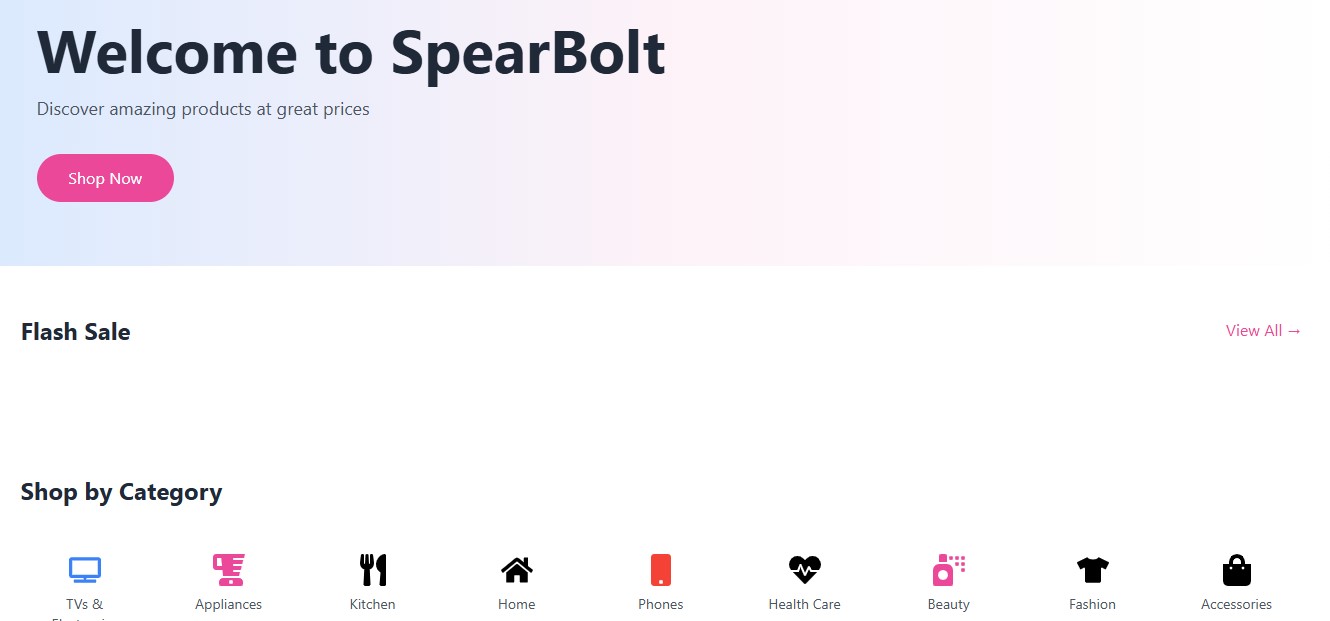 Welcome to SpearBolt
Discover amazing products at great prices
Shop Now
Flash Sale
View All →
Shop by Category
TVs &
Appliances
Kitchen
Home
Phones
Health Care
Beauty
Fashion
Accessories